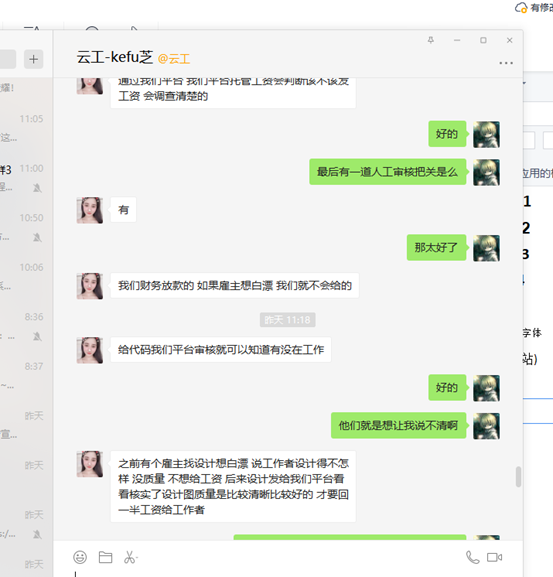 有修改
云工-kefu芝 @云工
爆!
通过我们平台 我们平台托管工资会判断该不该发
工资 会调查清楚的
11:05
好的
这...
样3
11:00
最后有一道人工审核把关是么
应用的
程...
有
1
10:50
2
那太好了
3
10:06
4
我们财务放款的 如果雇主想白漂 我们就不会给的
系...
8:36
昨天 11:18
字体
给代码我们平台审核就可以知道有没在工作
站)
8:37
好的
~...
昨天
他们就是想让我说不清啊
宣...
昨天
之前有个雇主找设计想白漂 说工作者设计得不怎
样 没质量 不想给工资 后来设计发给我们平台看
看核实了设计图质量是比较清晰比较好的 才要回
一半工资给工作者
昨天
s:/...
昨天